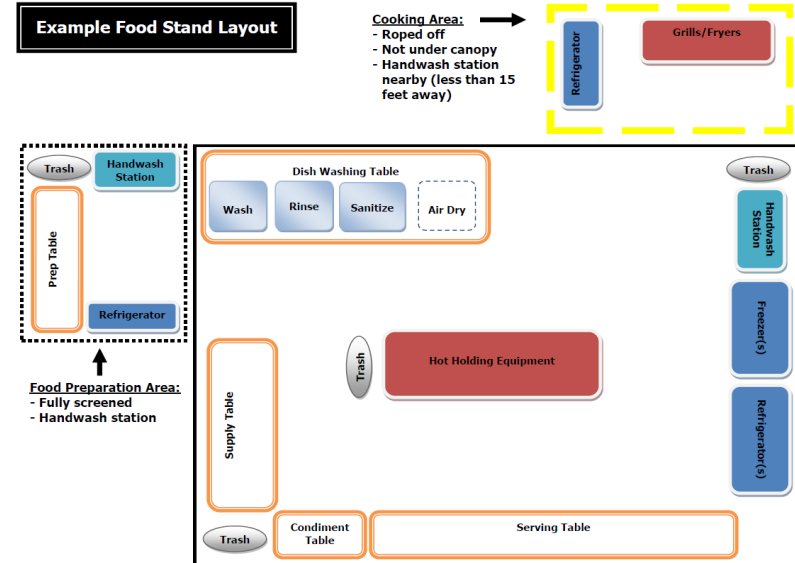 Example Food Stand Layout
Cooking Area:
- Roped off
- Not under canopy
- Handwash station
nearby (less than 15
feet away)
Refrigerator
Grills/Fryers
Trash
Handwash
Station
Prep Table
Refrigerator
Food Preparation Area:
- Fully screened
- Handwash station
Dish Washing Table
Wash
Rinse
Sanitize
Air Dry
Trash
Handwash
Station
Freezer(s)
Refrigerator(s)
Trash
Hot Holding Equipment
Supply Table
Trash
Condiment
Table
Serving Table